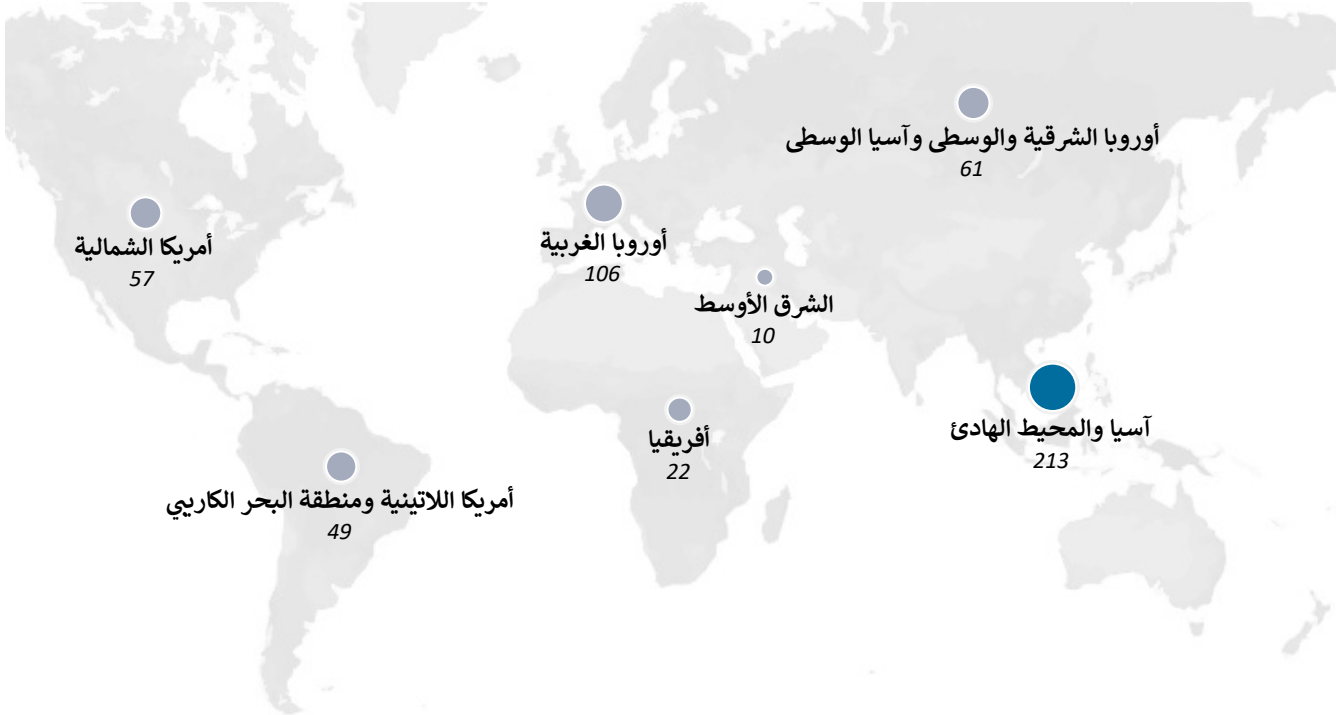 أوروبا الشرقية والوسطى وآسيا الوسطى
61
أمريكا الشمالية
57
أوروبا الغربية
106
الشرق الأوسط
10
آسيا والمحيط الهادئ
213
أفريقيا
22
أمريكا اللاتينية ومنطقة البحر الكاريبي
49